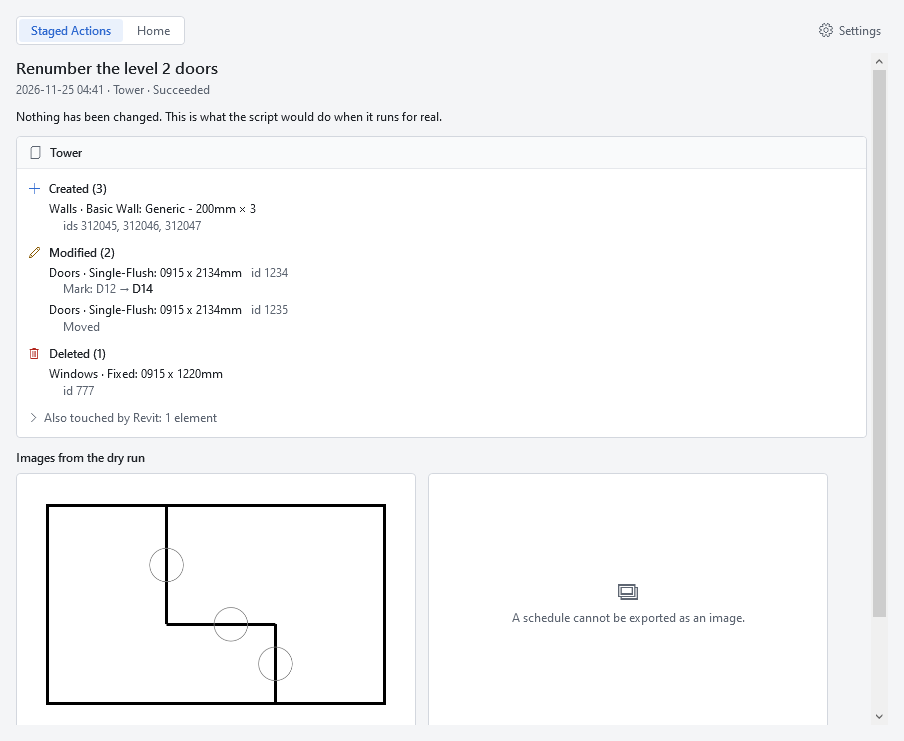 Staged Actions
Home
Settings
Renumber the level 2 doors
2026-11-25 04:41 · Tower · Succeeded
Nothing has been changed. This is what the script would do when it runs for real.
Tower
Created (3)
Walls · Basic Wall: Generic - 200mm × 3
ids 312045, 312046, 312047
Modified (2)
Doors · Single-Flush: 0915 x 2134mm id 1234
Mark: D12 → D14
Doors · Single-Flush: 0915 x 2134mm id 1235
Moved
Deleted (1)
Windows · Fixed: 0915 x 1220mm
id 777
Also touched by Revit: 1 element
Images from the dry run
A schedule cannot be exported as an image.